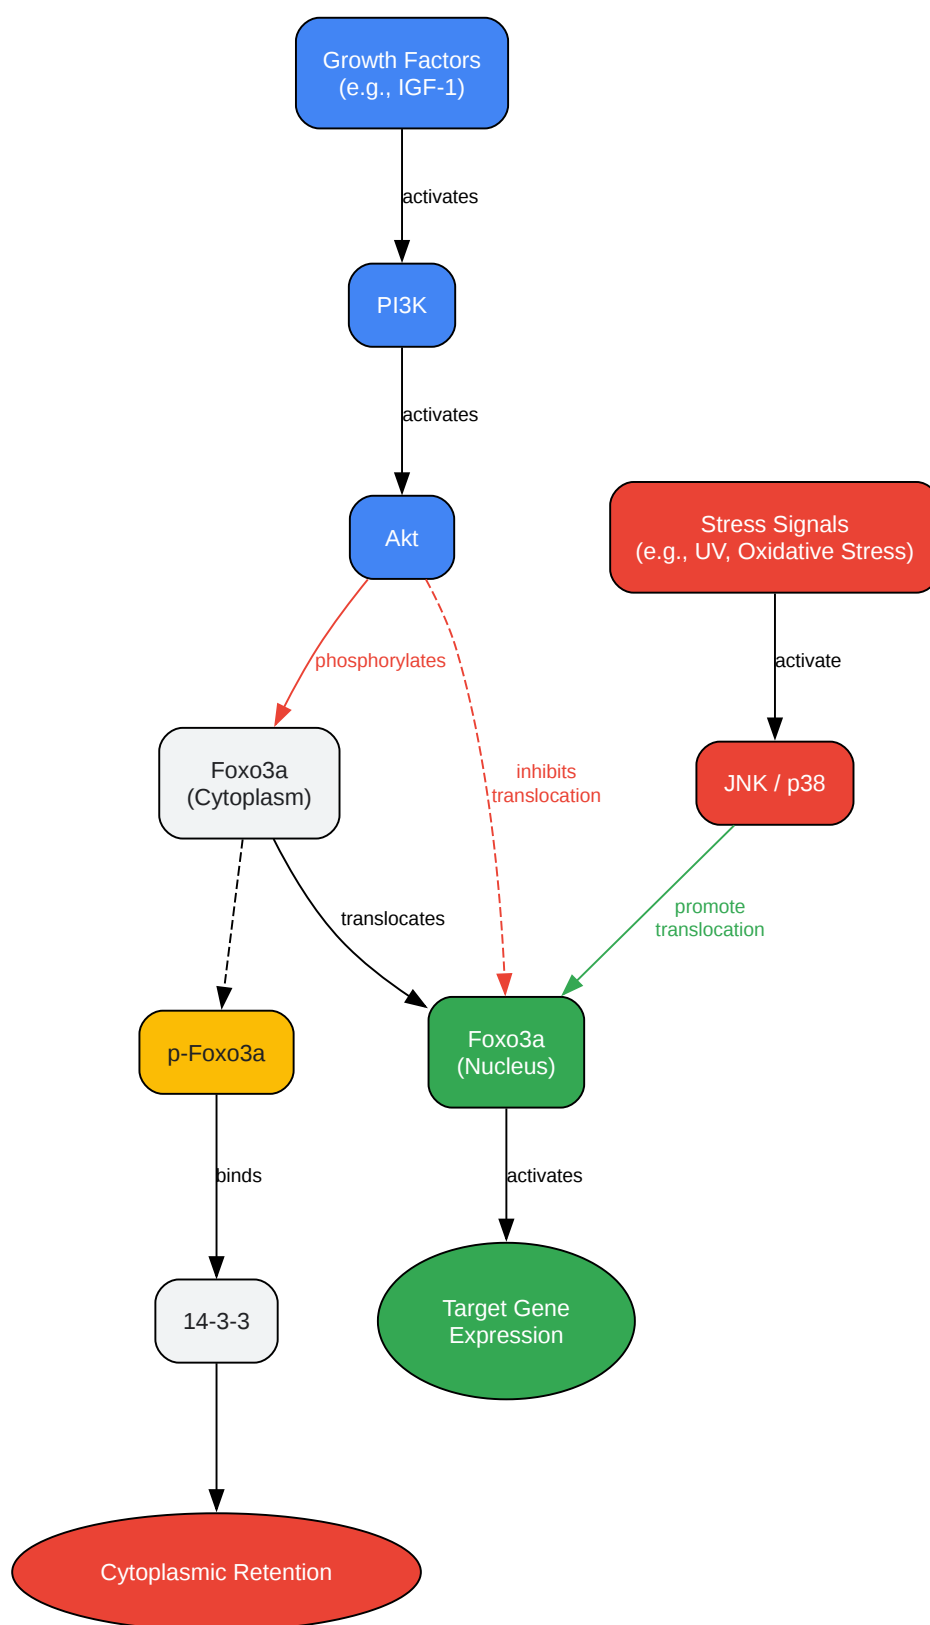 Growth Factors
(e.g., IGF-1)
activates
PI3K
activates
Akt
Stress Signals
(e.g., UV, Oxidative Stress)
phosphorylates
activate
Foxo3a
(Cytoplasm)
inhibits
translocation
JNK / p38
translocates
promote
translocation
p-Foxo3a
Foxo3a
(Nucleus)
binds
activates
14-3-3
Target Gene
Expression
Cytoplasmic Retention